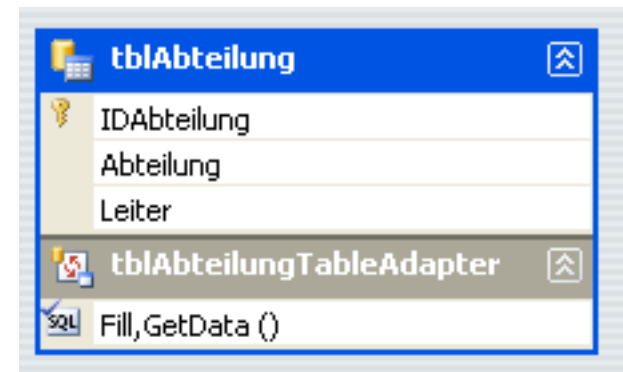 tblAbteilung
IDAbteilung
Abteilung
Leiter
tblAbteilungTableAdapter
SQL Fill,GetData ()